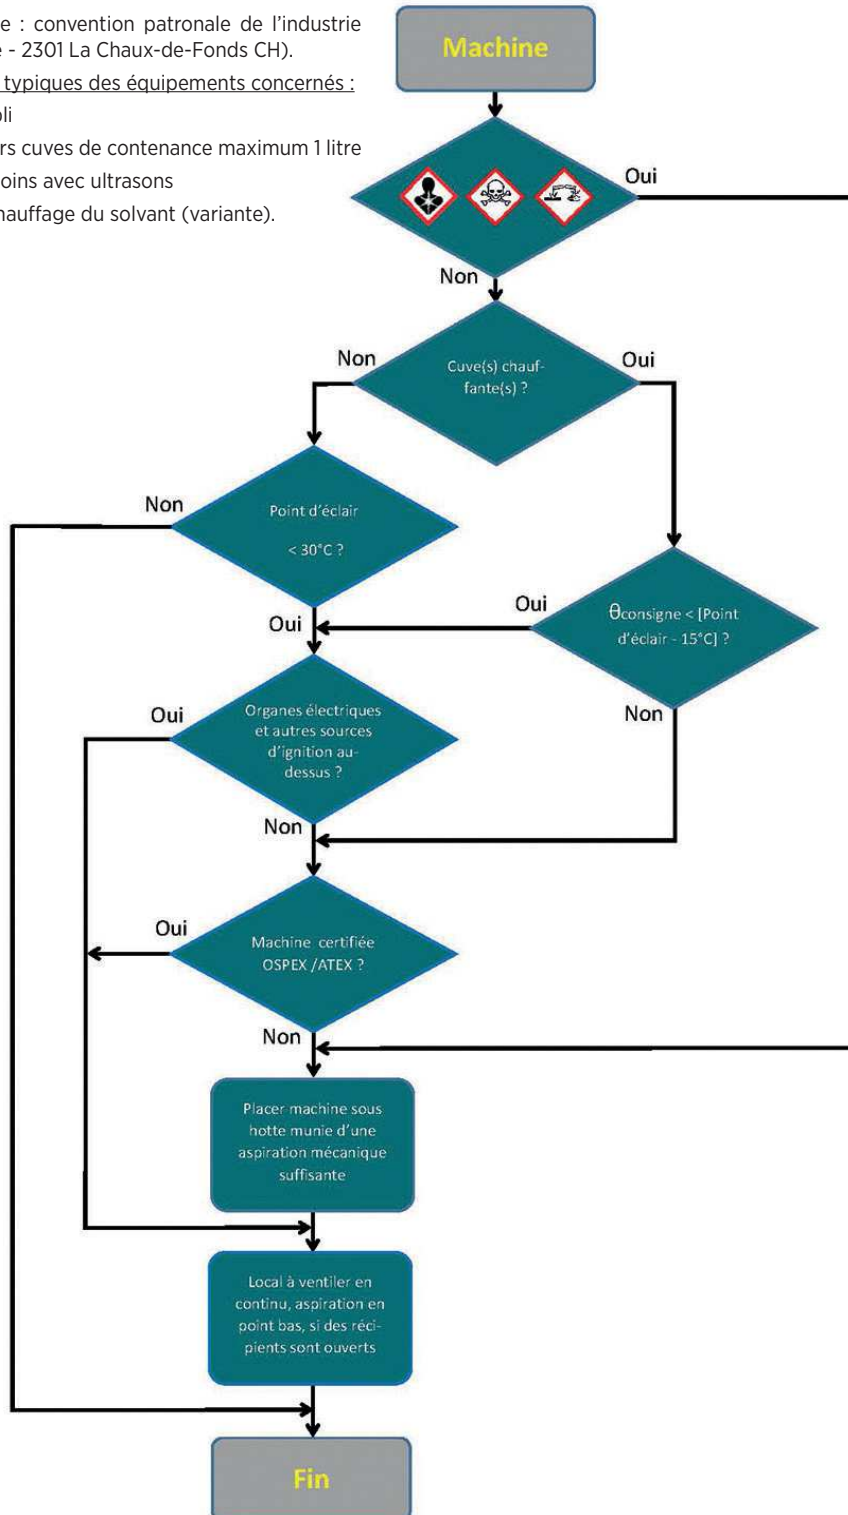 e : convention patronale de l'industrie
e - 2301 La Chaux-de-Fonds CH).
typiques des équipements concernés :
li
rs cuves de contenance maximum 1 litre
oins avec ultrasons
hauffage du solvant (variante).
Machine
Oui
Non
Non
Cuve(s) chauf-
fante(s) ?
Oui
Non
Point d'éclair
< 30°C ?
Oui
Oui
θconsigne < [Point
d'éclair - 15°C] ?
Non
Oui
Organes électriques
et autres sources
d'ignition au-
dessus ?
Non
Oui
Machine certifiée
OSPEX /ATEX ?
Non
Placer machine sous
hotte munie d'une
aspiration mécanique
suffisante
Local à ventiler en
continu, aspiration en
point bas, si des réci-
pients sont ouverts
Fin